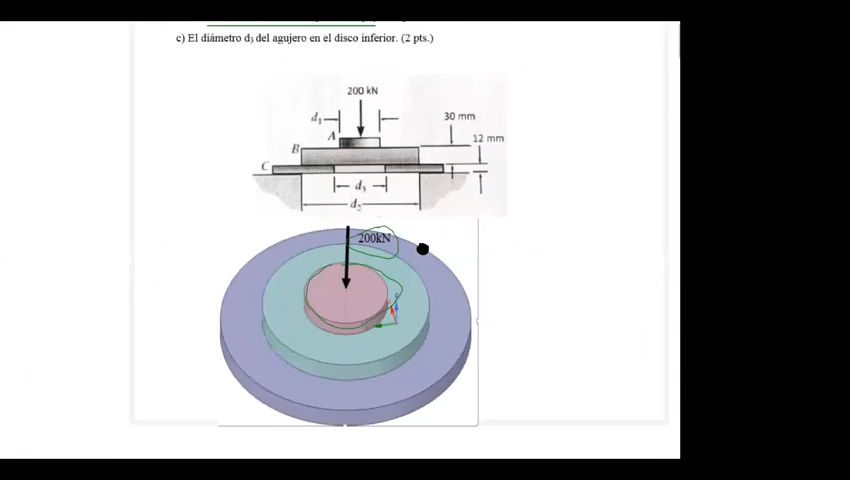 c) El diámetro d₃ del agujero en el disco inferior. (2 pts.)
200 kN
d₁
30 mm
A
12 mm
B
C
d₃
d₂
200kN